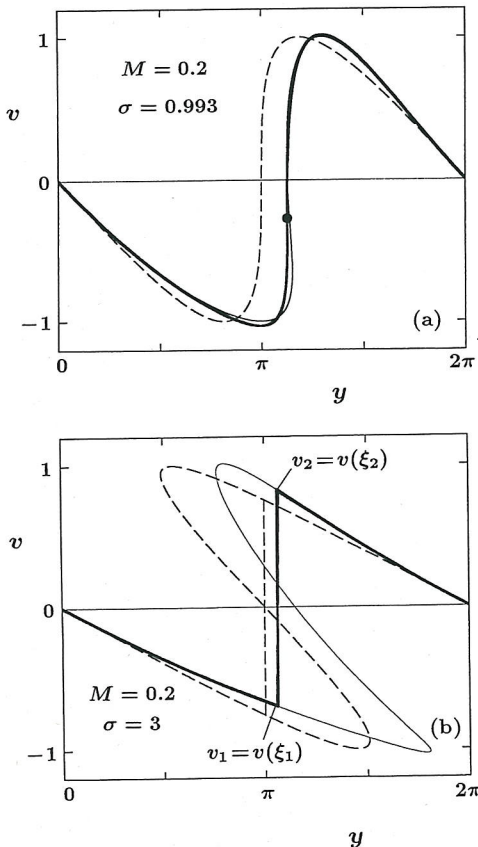 1
M = 0.2
σ = 0.993
v
0
−1
(a)
0
π
2π
y
v₂ = v(ξ₂)
1
v
0
M = 0.2
σ = 3
(b)
v₁ = v(ξ₁)
−1
0
π
2π
y